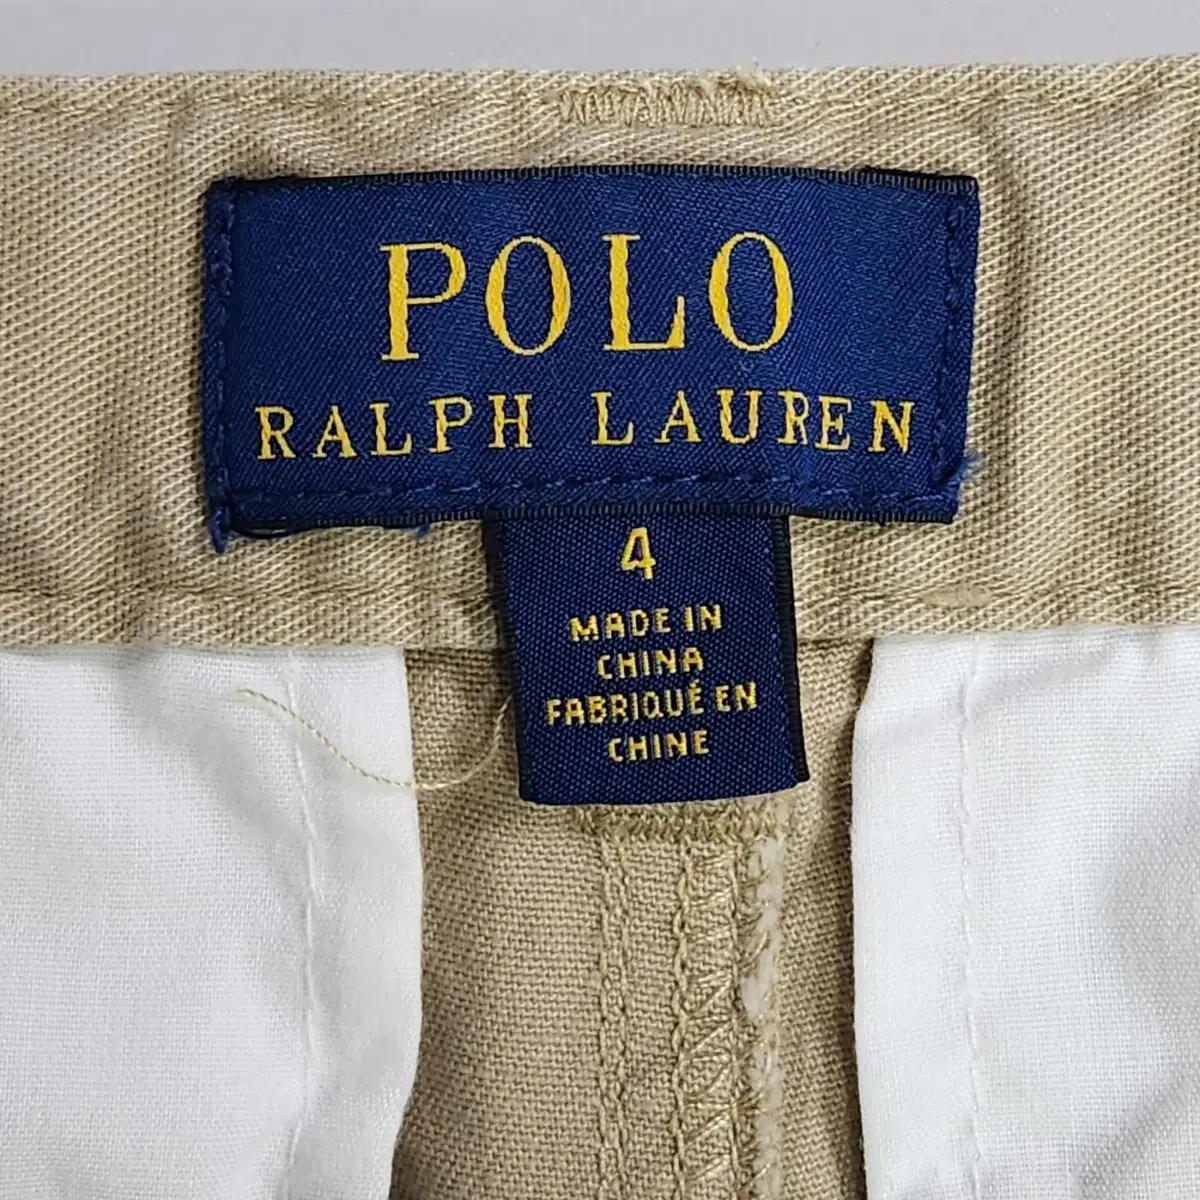 POLO
RALPH LAUREN
4
MADE IN
CHINA
FABRIQUÉ EN
CHINE